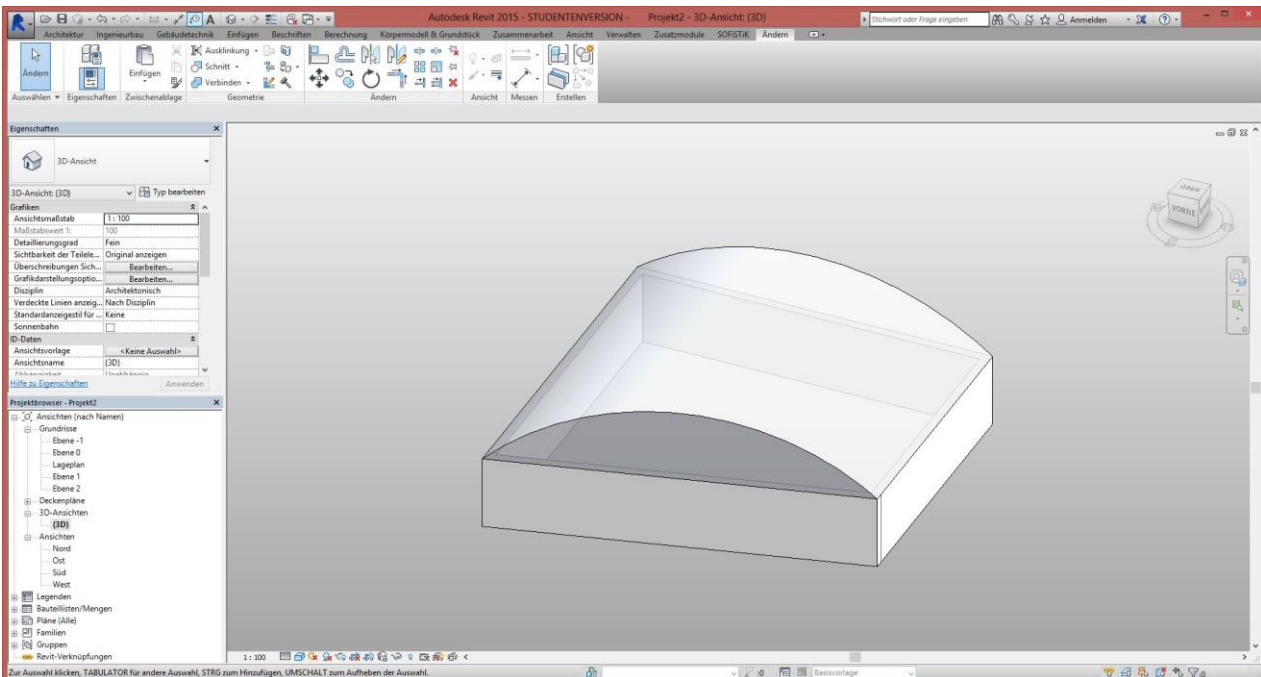 Autodesk Revit 2015 - STUDENTENVERSION - Projekt2 - 3D-Ansicht: {3D}
Stichwort oder Frage eingeben
Anmelden
Architektur Ingenieurbau Gebäudetechnik Einfügen Beschriften Berechnung Körpermodell & Grundstück Zusammenarbeit Ansicht Verwalten Zusatzmodule SOFiSTiK Ändern
Ändern
Einfügen
Ausklinkung
Schnitt
Verbinden
Auswählen Eigenschaften Zwischenablage Geometrie Ändern Ansicht Messen Erstellen
Eigenschaften
3D-Ansicht
3D-Ansicht: {3D} Typ bearbeiten
Grafiken
Ansichtsmaßstab 1 : 100
Maßstabswert 1: 100
Detaillierungsgrad Fein
Sichtbarkeit der Teilele... Original anzeigen
Überschreibungen Sich... Bearbeiten...
Grafikdarstellungsoptio... Bearbeiten...
Disziplin Architektonisch
Verdeckte Linien anzeig... Nach Disziplin
Standardanzeigestil für ... Keine
Sonnenbahn
ID-Daten
Ansichtsvorlage <Keine Auswahl>
Ansichtsname {3D}
Abhängigkeit Unabhängig
Hilfe zu Eigenschaften Anwenden
Projektbrowser - Projekt2
Ansichten (nach Namen)
Grundrisse
Ebene -1
Ebene 0
Lageplan
Ebene 1
Ebene 2
Deckenpläne
3D-Ansichten
{3D}
Ansichten
Nord
Ost
Süd
West
Legenden
Bauteillisten/Mengen
Pläne (Alle)
Familien
Gruppen
Revit-Verknüpfungen
OBEN
VORNE
1 : 100
Zur Auswahl klicken, TABULATOR für andere Auswahl, STRG zum Hinzufügen, UMSCHALT zum Aufheben der Auswahl.
:0
Basisvorlage
:0